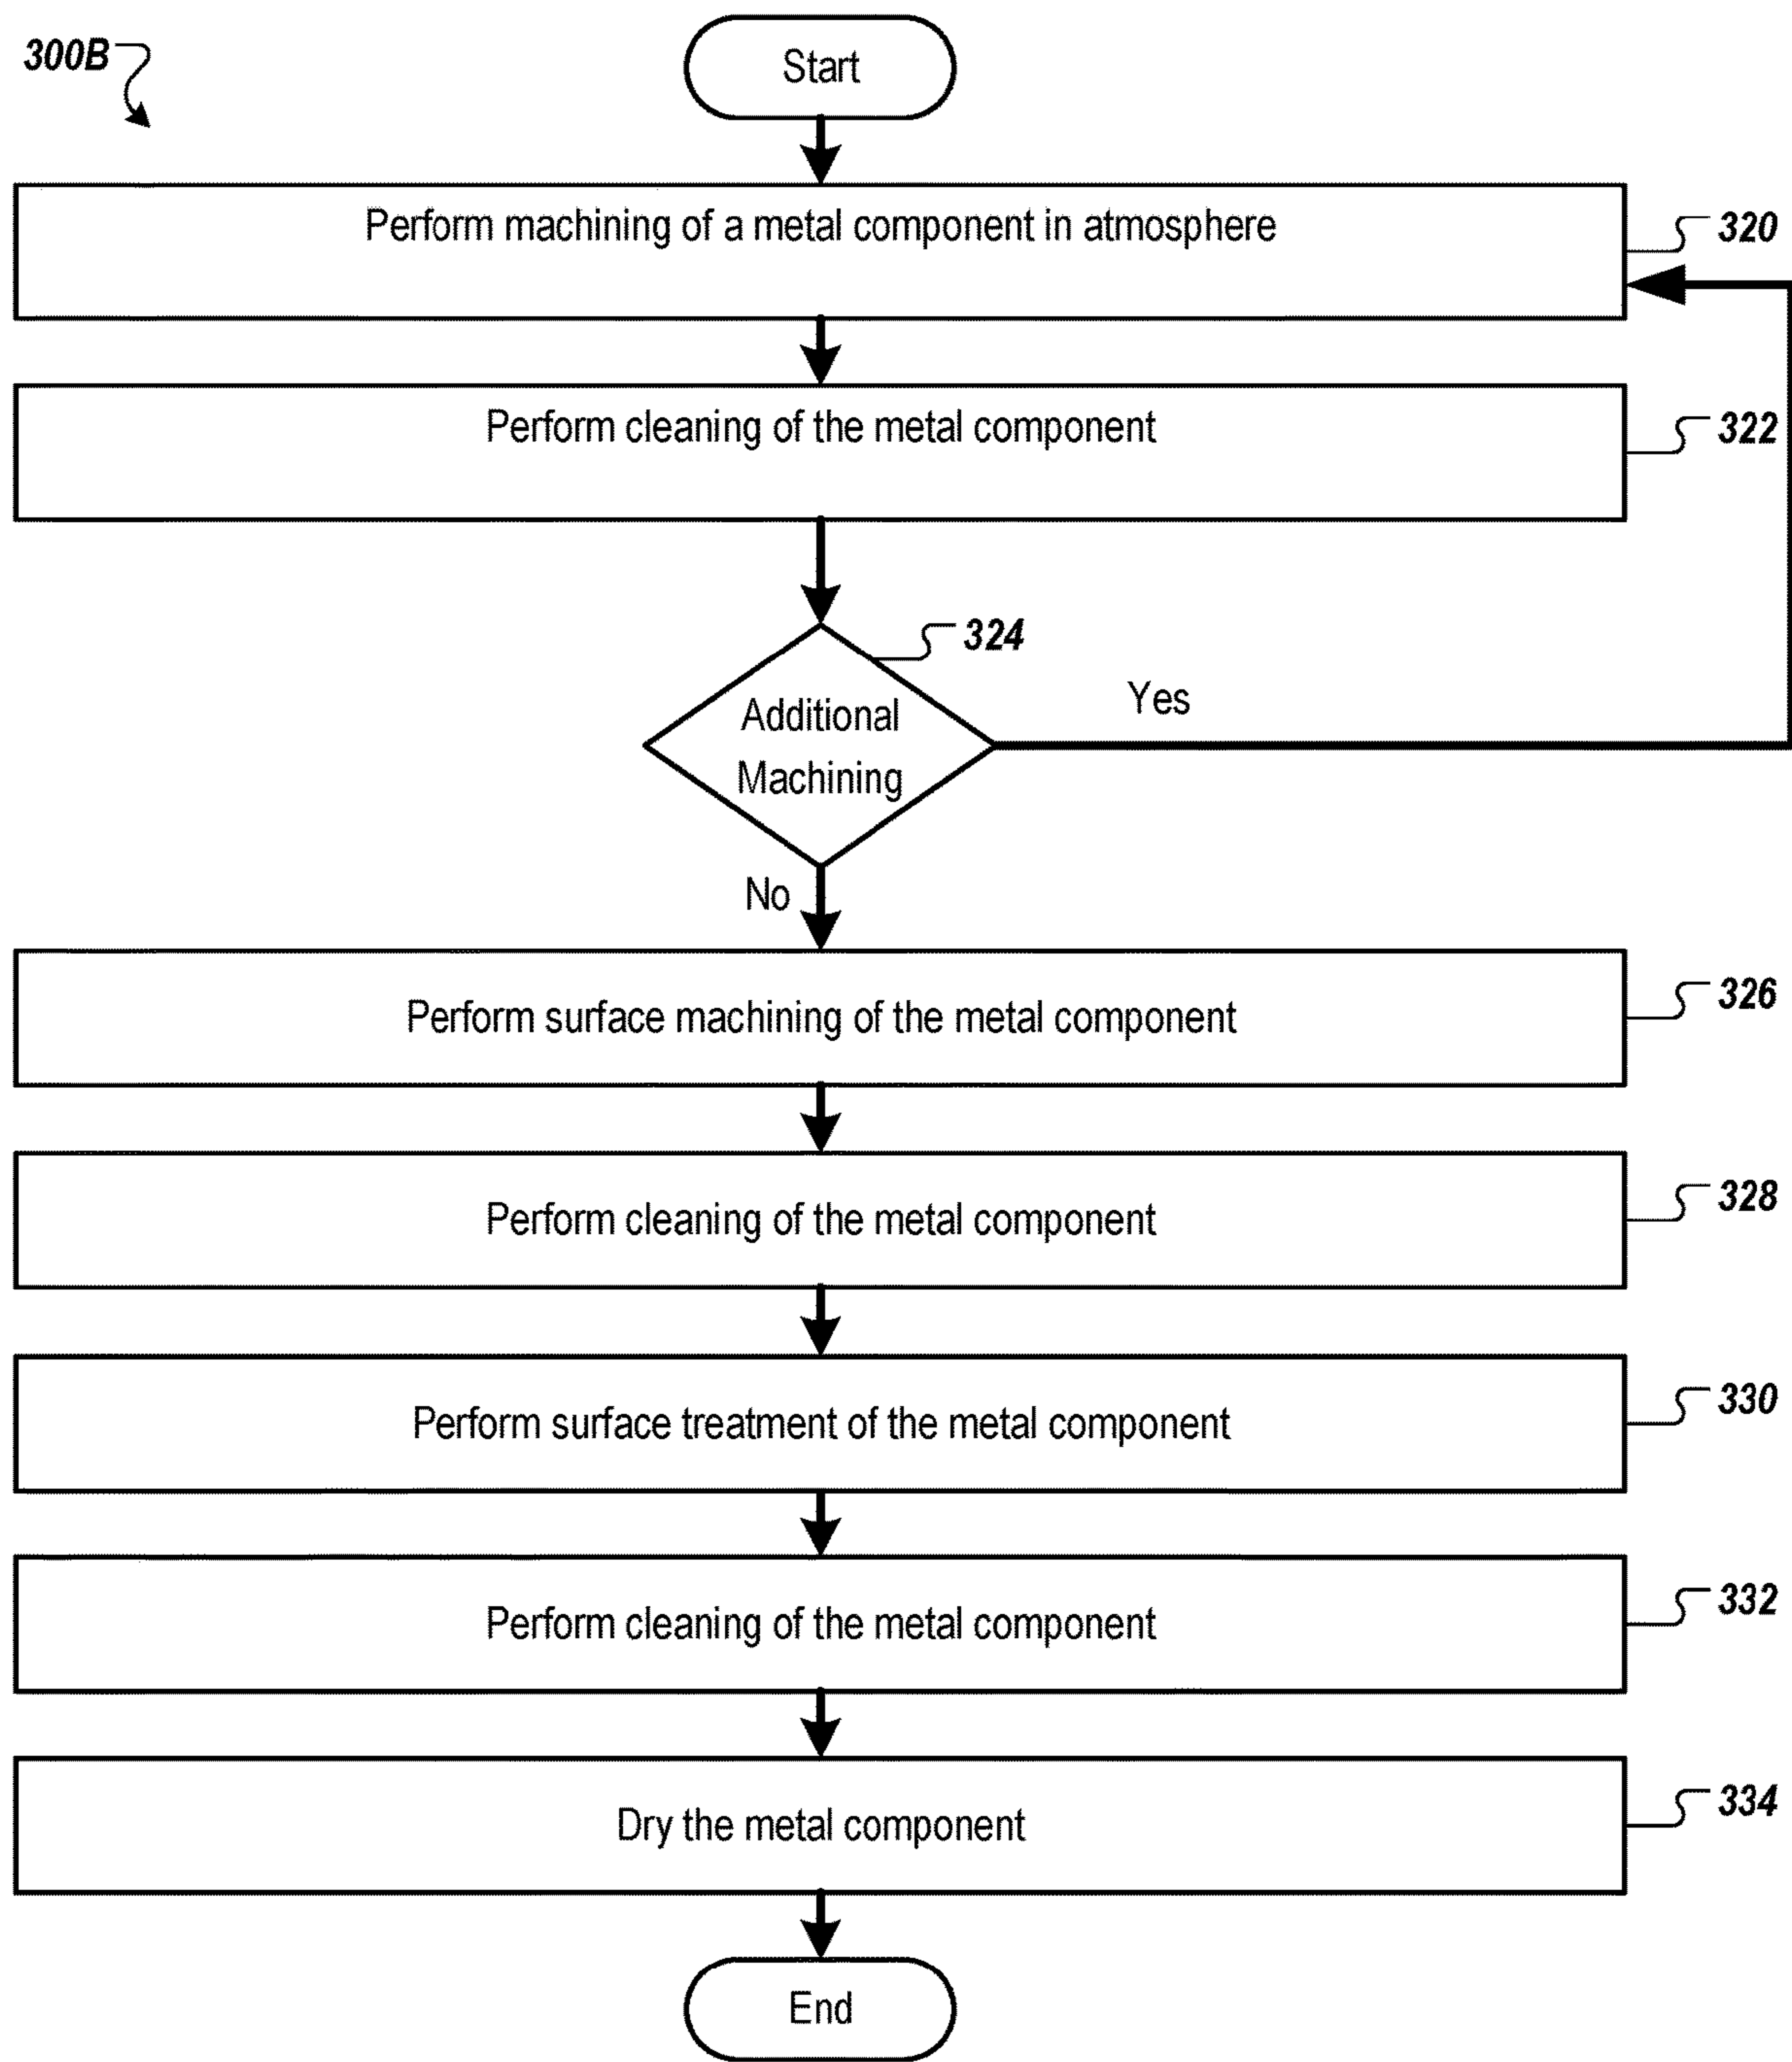 300B
Start
Perform machining of a metal component in atmosphere
320
Perform cleaning of the metal component
322
324
Additional
Machining
Yes
No
Perform surface machining of the metal component
326
Perform cleaning of the metal component
328
Perform surface treatment of the metal component
330
Perform cleaning of the metal component
332
Dry the metal component
334
End